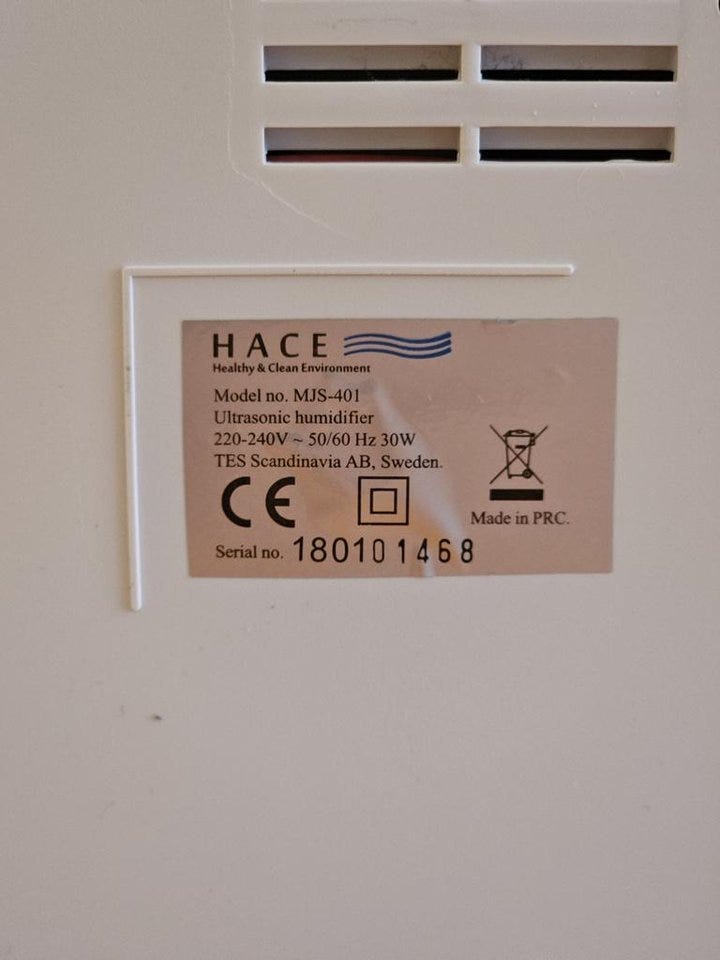 HACE
Healthy & Clean Environment
Model no. MJS-401
Ultrasonic humidifier
220-240V ~ 50/60 Hz 30W
TES Scandinavia AB, Sweden.
CE
Made in PRC.
Serial no. 180101468